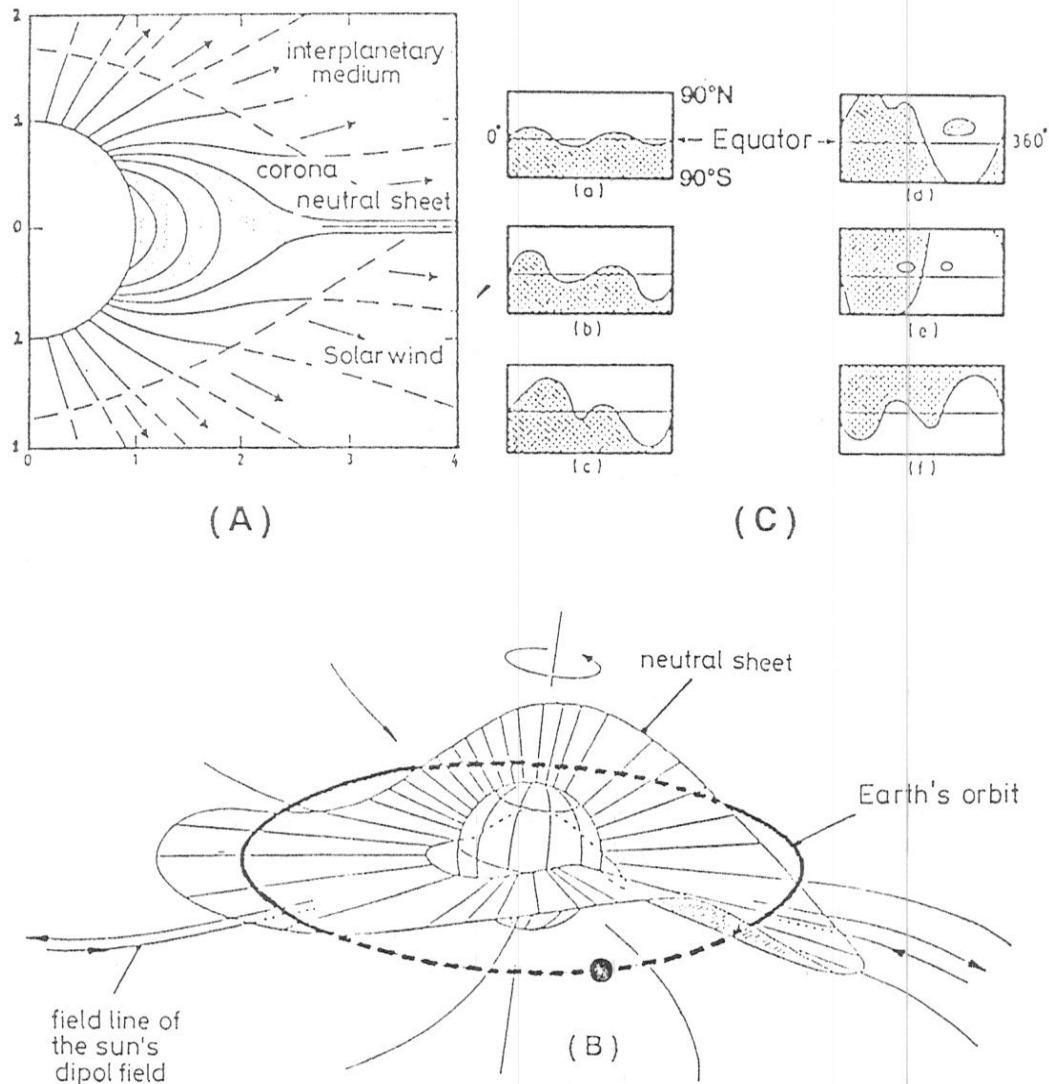 2
1
0
1
1
0
1
2
3
4
interplanetary
medium
corona
neutral sheet
Solar wind
(A)
90°N
0°
Equator
360°
90°S
(a)
(d)
(b)
(e)
(c)
(f)
(C)
neutral sheet
Earth's orbit
field line of
the sun's
dipol field
(B)